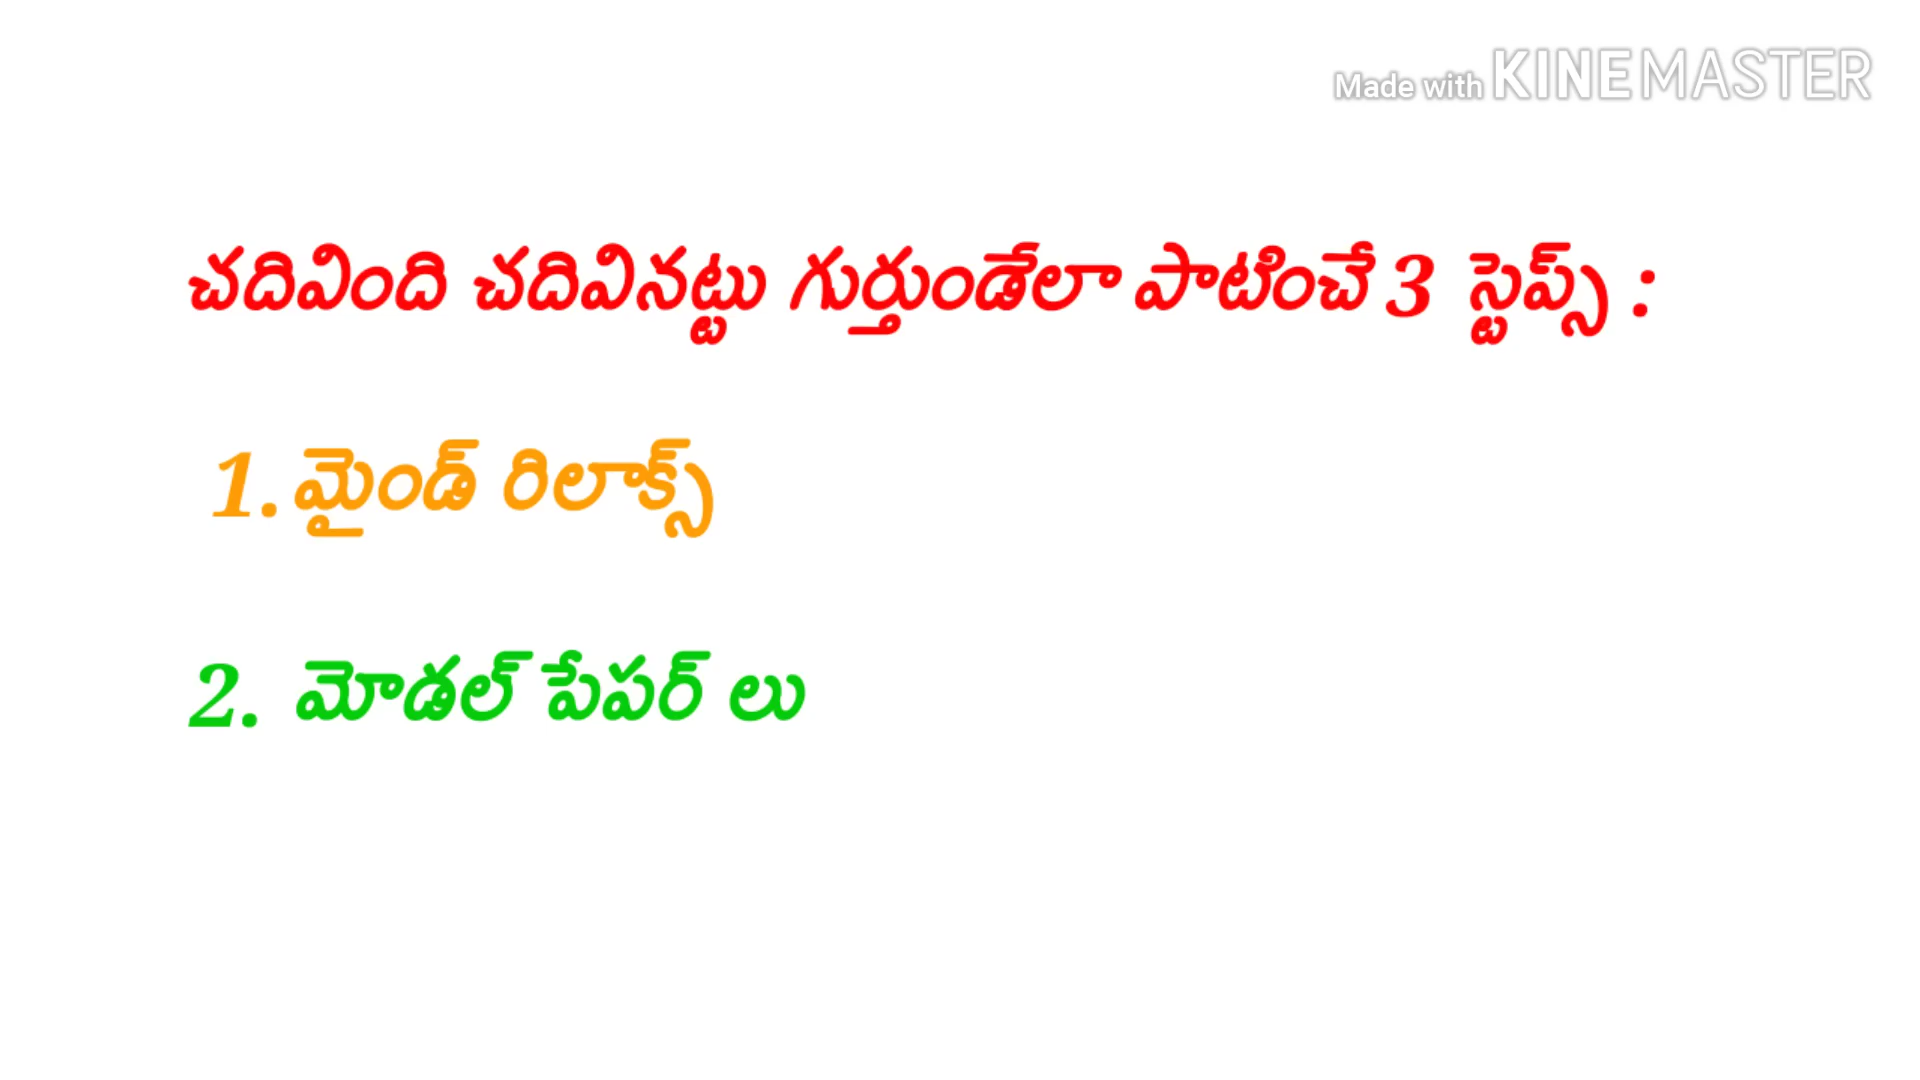 Made with KINEMASTER
చదివింది చదివినట్టు గుర్తుండేలా పాటించే 3 స్టెప్స్ :
1.మైండ్ రిలాక్స్
2. మోడల్ పేపర్ లు